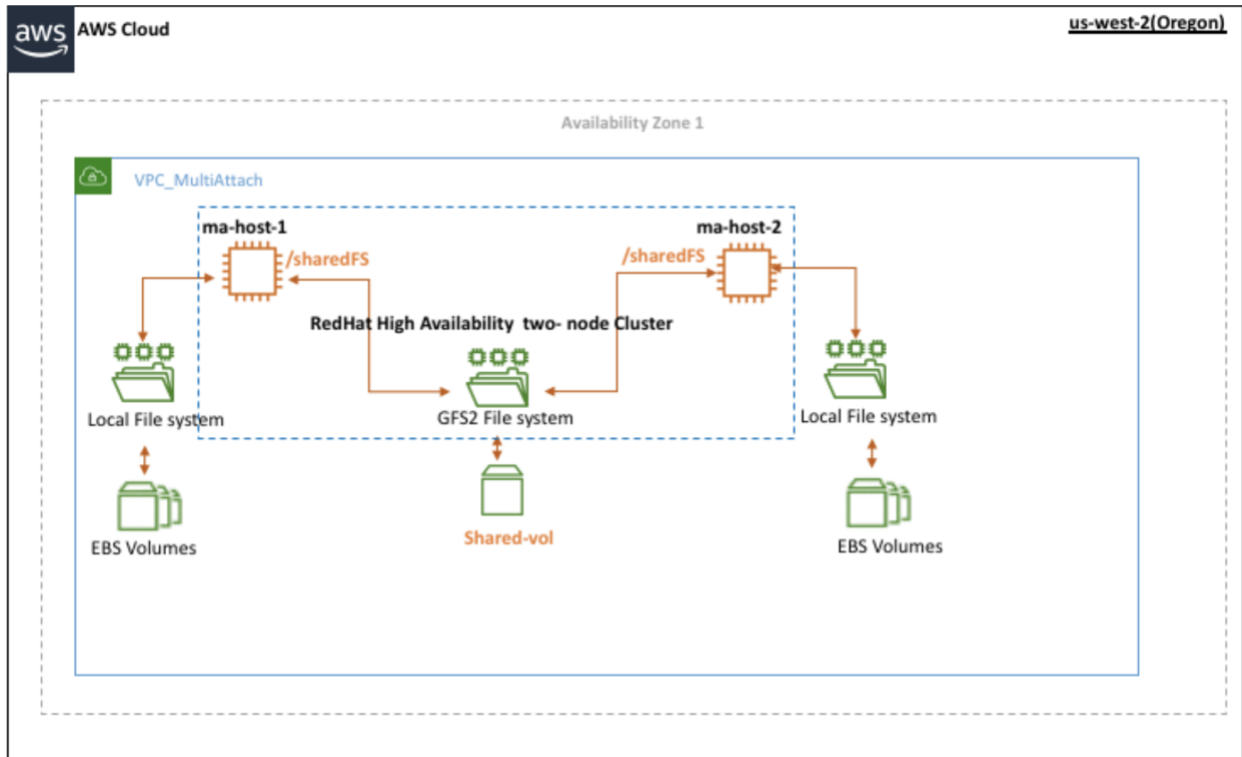 aws
AWS Cloud
us-west-2(Oregon)
Availability Zone 1
VPC_MultiAttach
ma-host-1
ma-host-2
/sharedFS
/sharedFS
RedHat High Availability two- node Cluster
Local File system
GFS2 File system
Local File system
EBS Volumes
Shared-vol
EBS Volumes